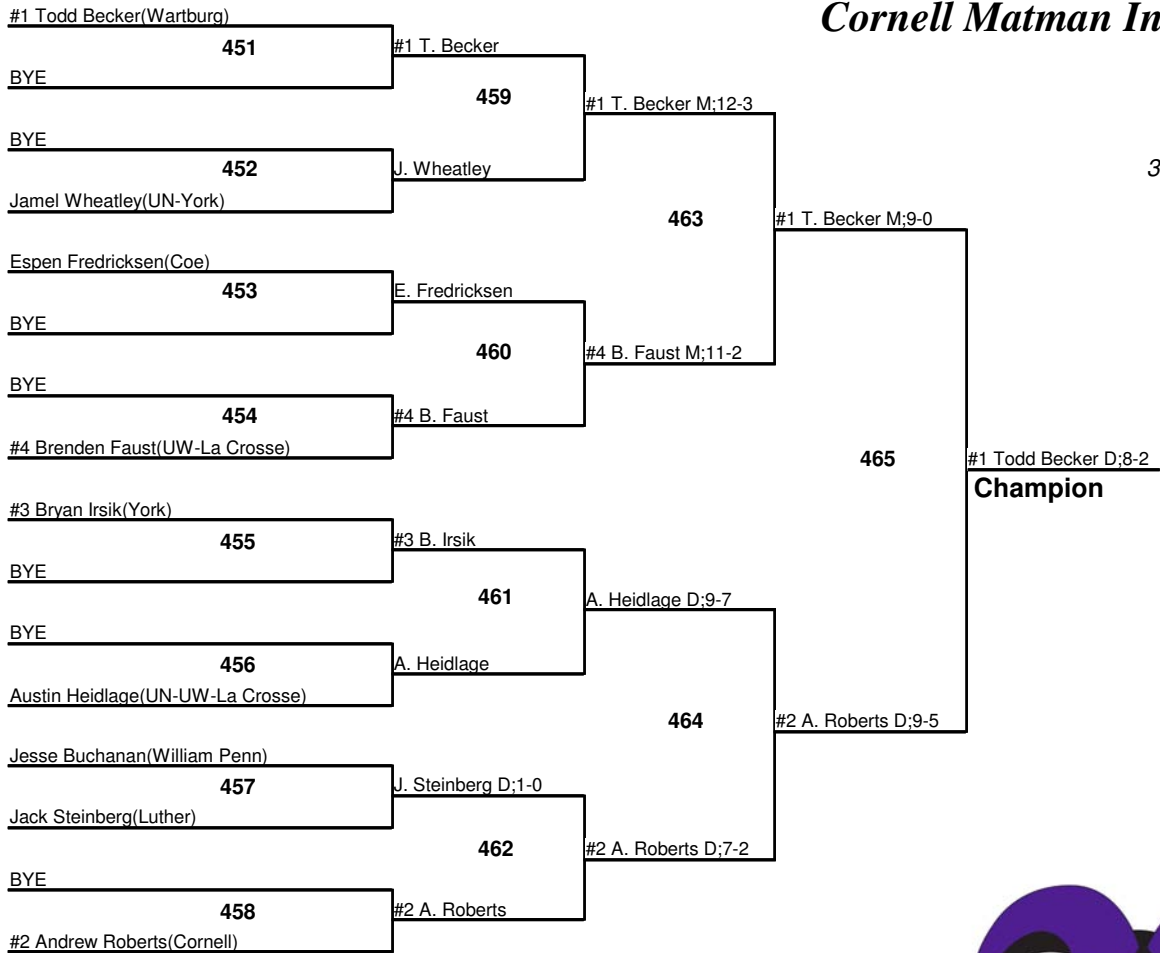 #1 Todd Becker(Wartburg)
Cornell Matman In
451
#1 T. Becker
BYE
459
#1 T. Becker M;12-3
BYE
452
J. Wheatley
3
Jamel Wheatley(UN-York)
463
#1 T. Becker M;9-0
Espen Fredricksen(Coe)
453
E. Fredricksen
BYE
460
#4 B. Faust M;11-2
BYE
454
#4 B. Faust
#4 Brenden Faust(UW-La Crosse)
465
#1 Todd Becker D;8-2
Champion
#3 Bryan Irsik(York)
455
#3 B. Irsik
BYE
461
A. Heidlage D;9-7
BYE
456
A. Heidlage
Austin Heidlage(UN-UW-La Crosse)
464
#2 A. Roberts D;9-5
Jesse Buchanan(William Penn)
457
J. Steinberg D;1-0
Jack Steinberg(Luther)
462
#2 A. Roberts D;7-2
BYE
458
#2 A. Roberts
#2 Andrew Roberts(Cornell)